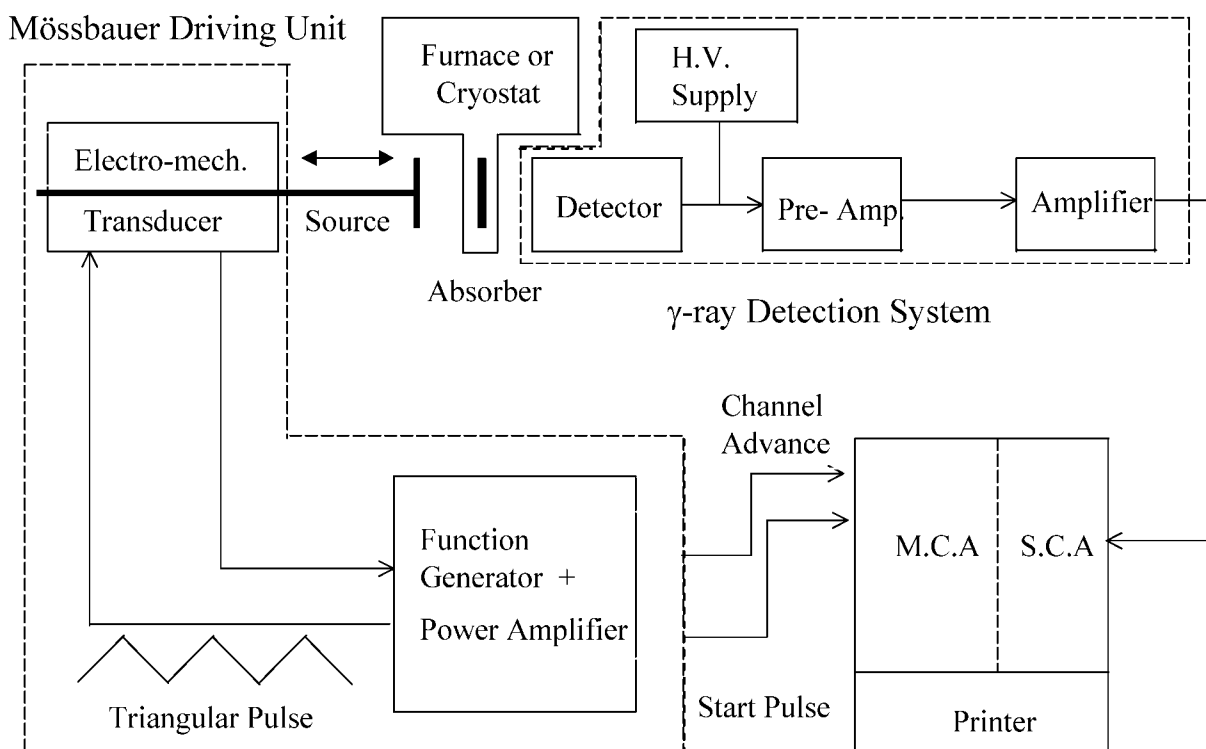 Mössbauer Driving Unit
Furnace or
Cryostat
H.V.
Supply
Electro-mech.
Transducer
Source
Absorber
Detector
Pre- Amp.
Amplifier
γ-ray Detection System
Channel
Advance
Function
Generator +
Power Amplifier
M.C.A
S.C.A
Triangular Pulse
Start Pulse
Printer